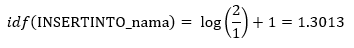 idf(INSERTINTO_nama) = log(2/1) + 1 = 1.3013